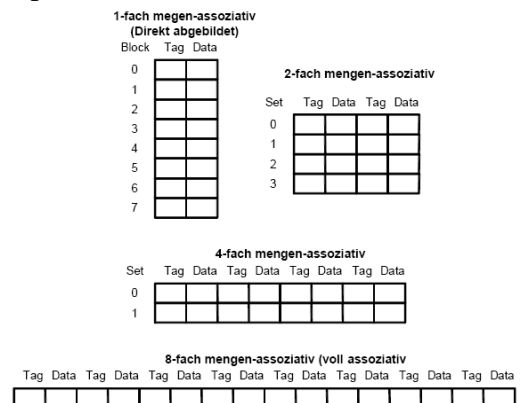 1-fach megen-assoziativ
(Direkt abgebildet)
Block Tag Data
0
1
2
3
4
5
6
7
2-fach mengen-assoziativ
Set Tag Data Tag Data
0
1
2
3
4-fach mengen-assoziativ
Set Tag Data Tag Data Tag Data Tag Data
0
1
8-fach mengen-assoziativ (voll assoziativ
Tag Data Tag Data Tag Data Tag Data Tag Data Tag Data Tag Data Tag Data